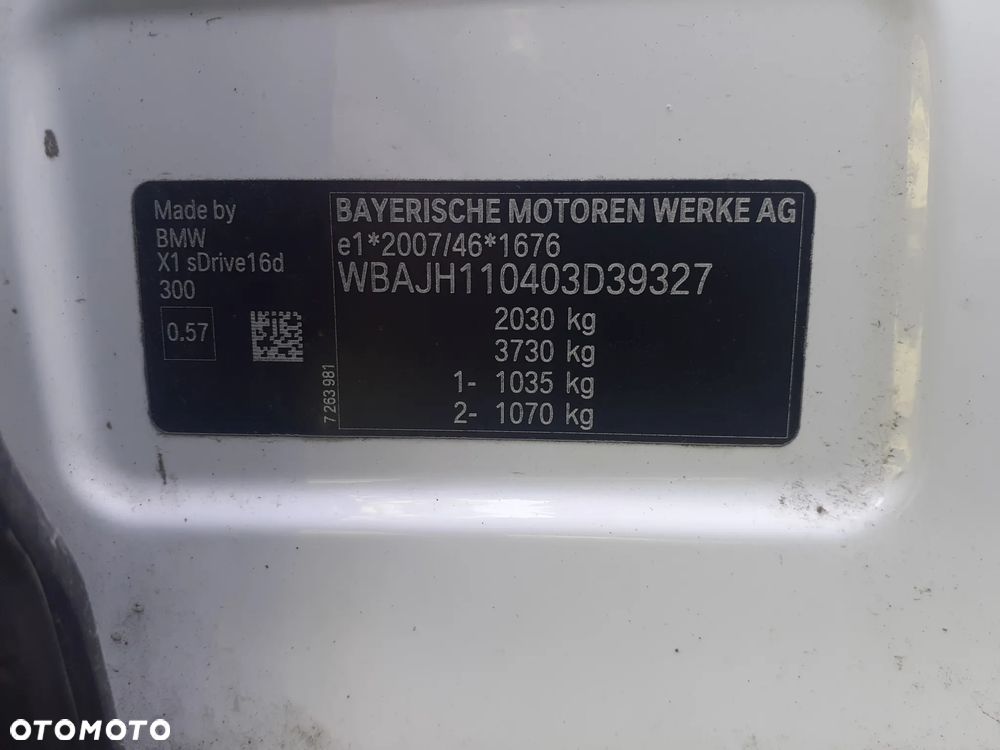 Made by
BMW
X1 sDrive16d
300
0.57
7 263 981
BAYERISCHE MOTOREN WERKE AG
e1*2007/46*1676
WBAJH110403D39327
2030 kg
3730 kg
1- 1035 kg
2- 1070 kg
OTOMOTO